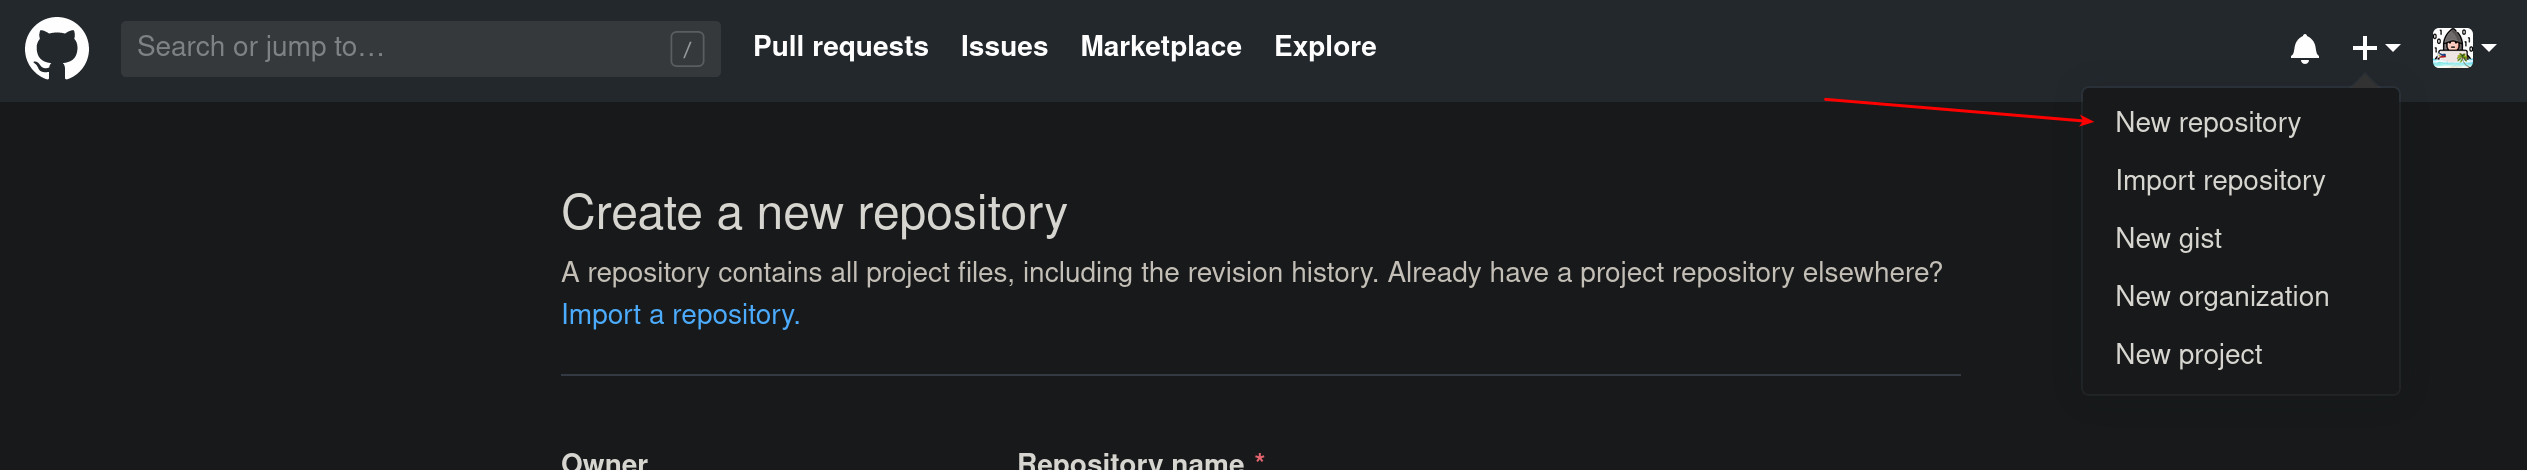 Search or jump to...
/
Pull requests Issues Marketplace Explore
New repository
Import repository
New gist
New organization
New project
Create a new repository
A repository contains all project files, including the revision history. Already have a project repository elsewhere?
Import a repository.
Owner
Repository name *